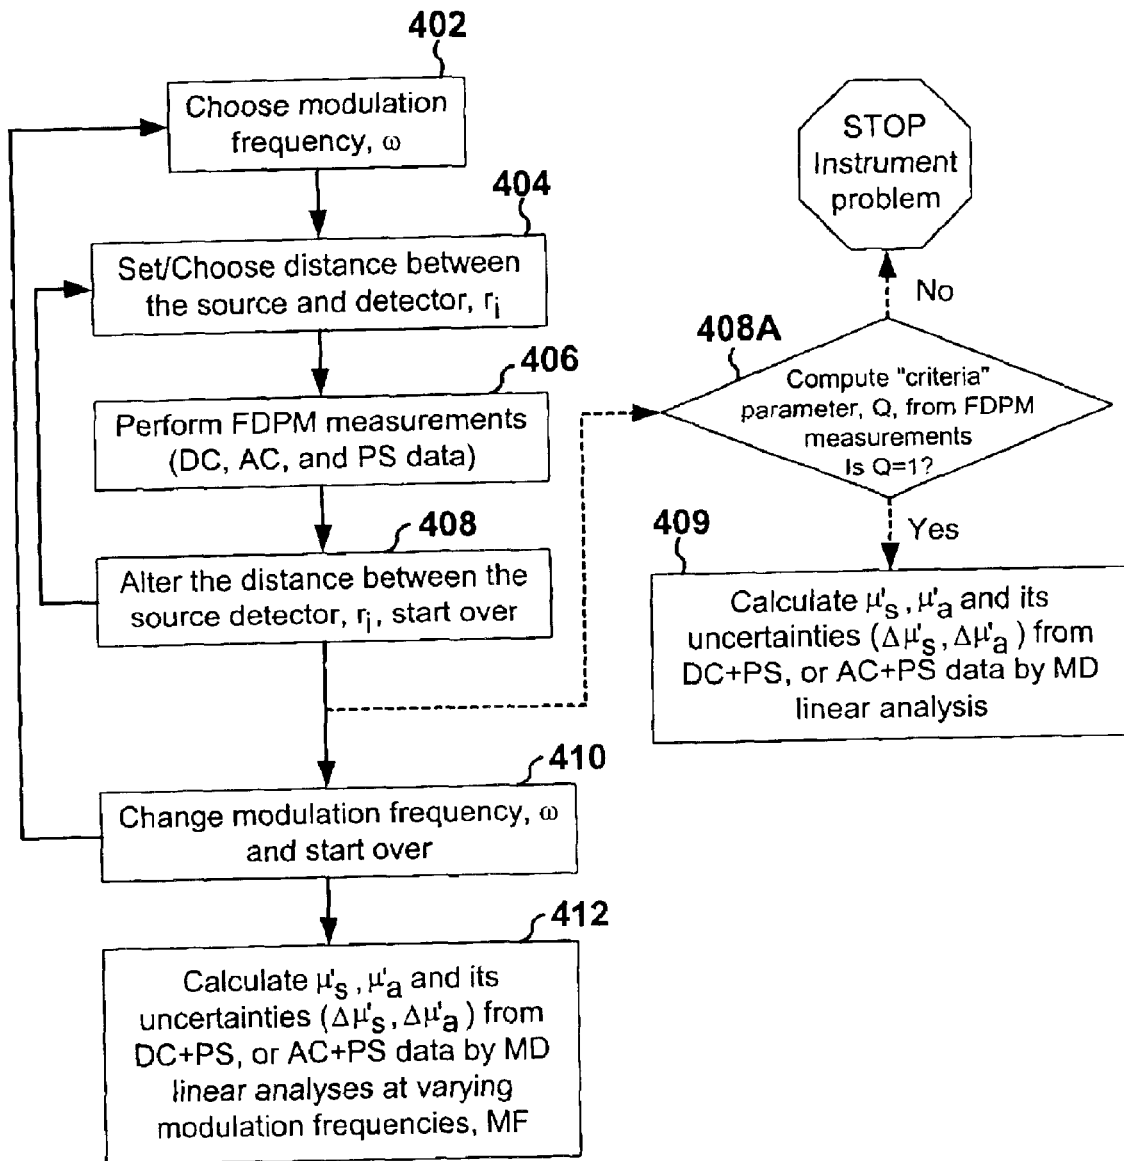 402
Choose modulation
frequency, ω
404
Set/Choose distance between
the source and detector, ri
406
Perform FDPM measurements
(DC, AC, and PS data)
408
Alter the distance between the
source detector, ri, start over
410
Change modulation frequency, ω
and start over
412
Calculate μ's, μ'a and its
uncertainties (Δμ's, Δμ'a) from
DC+PS, or AC+PS data by MD
linear analyses at varying
modulation frequencies, MF
STOP
Instrument
problem
No
408A
Compute "criteria"
parameter, Q, from FDPM
measurements
Is Q=1?
Yes
409
Calculate μ's, μ'a and its
uncertainties (Δμ's, Δμ'a) from
DC+PS, or AC+PS data by MD
linear analysis